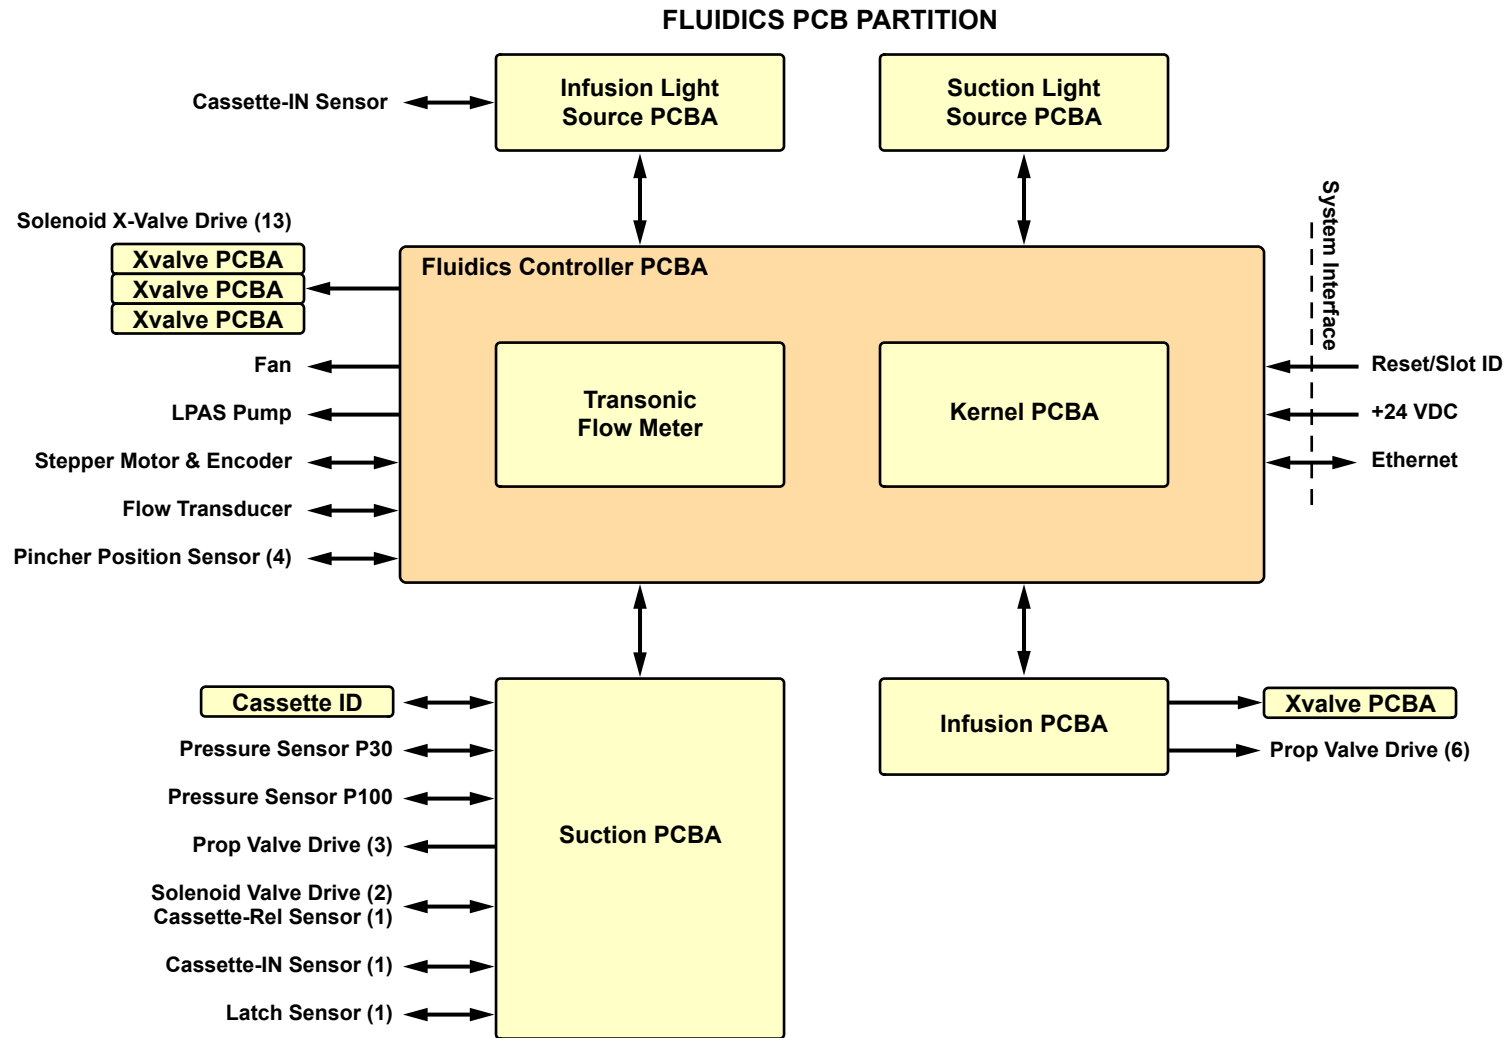 FLUIDICS PCB PARTITION
Cassette-IN Sensor
Infusion Light
Source PCBA
Suction Light
Source PCBA
Solenoid X-Valve Drive (13)
Xvalve PCBA
Xvalve PCBA
Xvalve PCBA
Fan
LPAS Pump
Stepper Motor & Encoder
Flow Transducer
Pincher Position Sensor (4)
Fluidics Controller PCBA
Transonic
Flow Meter
Kernel PCBA
System Interface
Reset/Slot ID
+24 VDC
Ethernet
Cassette ID
Pressure Sensor P30
Pressure Sensor P100
Prop Valve Drive (3)
Solenoid Valve Drive (2)
Cassette-Rel Sensor (1)
Cassette-IN Sensor (1)
Latch Sensor (1)
Suction PCBA
Infusion PCBA
Xvalve PCBA
Prop Valve Drive (6)